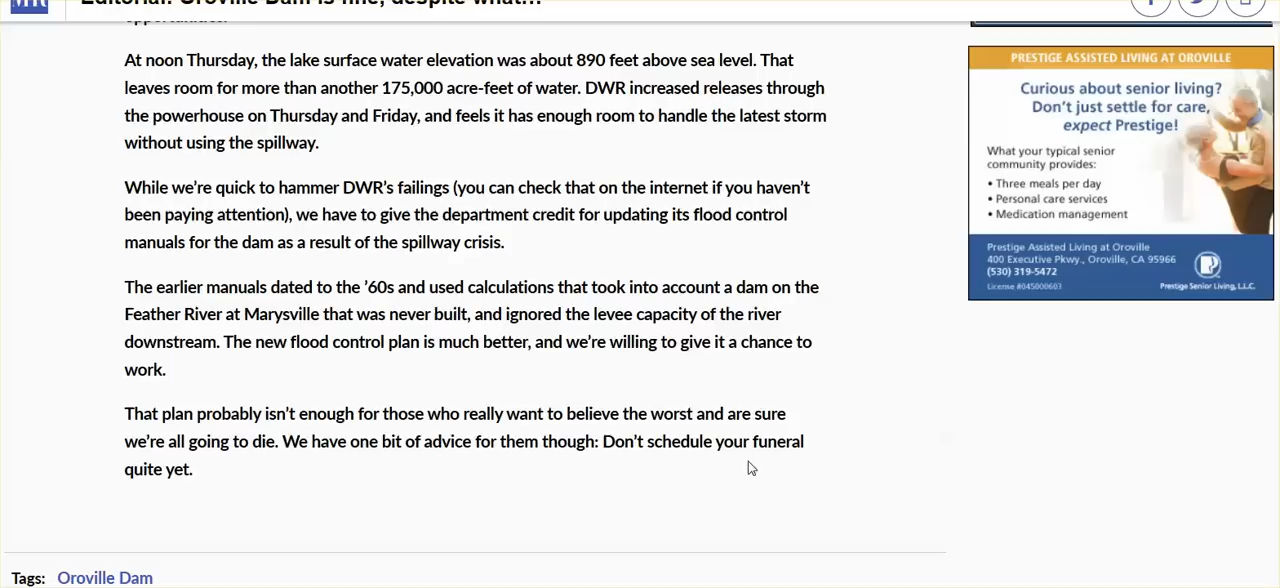 MR
Editorial: Oroville Dam is fine, despite what...
opportunities.
At noon Thursday, the lake surface water elevation was about 890 feet above sea level. That
leaves room for more than another 175,000 acre-feet of water. DWR increased releases through
the powerhouse on Thursday and Friday, and feels it has enough room to handle the latest storm
without using the spillway.
While we’re quick to hammer DWR’s failings (you can check that on the internet if you haven’t
been paying attention), we have to give the department credit for updating its flood control
manuals for the dam as a result of the spillway crisis.
The earlier manuals dated to the ’60s and used calculations that took into account a dam on the
Feather River at Marysville that was never built, and ignored the levee capacity of the river
downstream. The new flood control plan is much better, and we’re willing to give it a chance to
work.
That plan probably isn’t enough for those who really want to believe the worst and are sure
we’re all going to die. We have one bit of advice for them though: Don’t schedule your funeral
quite yet.
Tags: Oroville Dam
PRESTIGE ASSISTED LIVING AT OROVILLE
Curious about senior living?
Don’t just settle for care,
expect Prestige!
What your typical senior
community provides:
• Three meals per day
• Personal care services
• Medication management
Prestige Assisted Living at Oroville
400 Executive Pkwy., Oroville, CA 95966
(530) 319-5472
License #045000603
Prestige Senior Living, L.L.C.